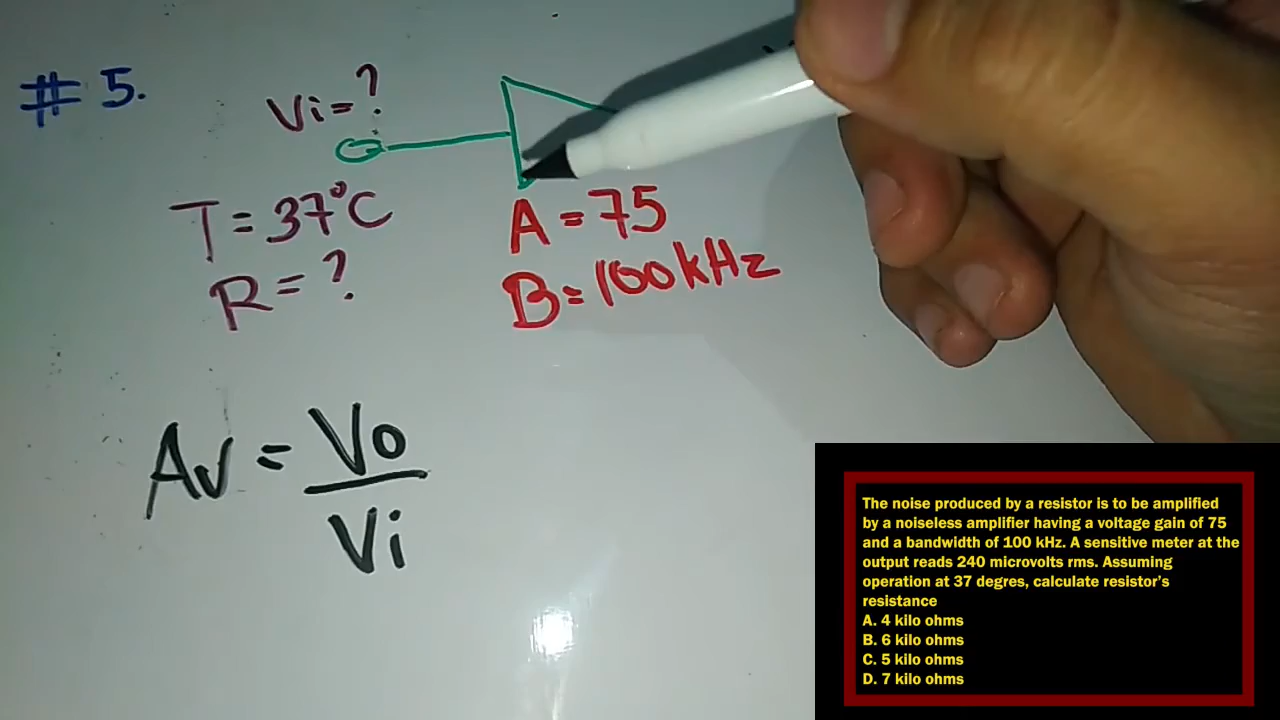 # 5.
Vi = ?
T = 37°C
R = ?
A = 75
B = 100 kHz
Av = Vo
Vi
The noise produced by a resistor is to be amplified
by a noiseless amplifier having a voltage gain of 75
and a bandwidth of 100 kHz. A sensitive meter at the
output reads 240 microvolts rms. Assuming
operation at 37 degres, calculate resistor's
resistance
A. 4 kilo ohms
B. 6 kilo ohms
C. 5 kilo ohms
D. 7 kilo ohms